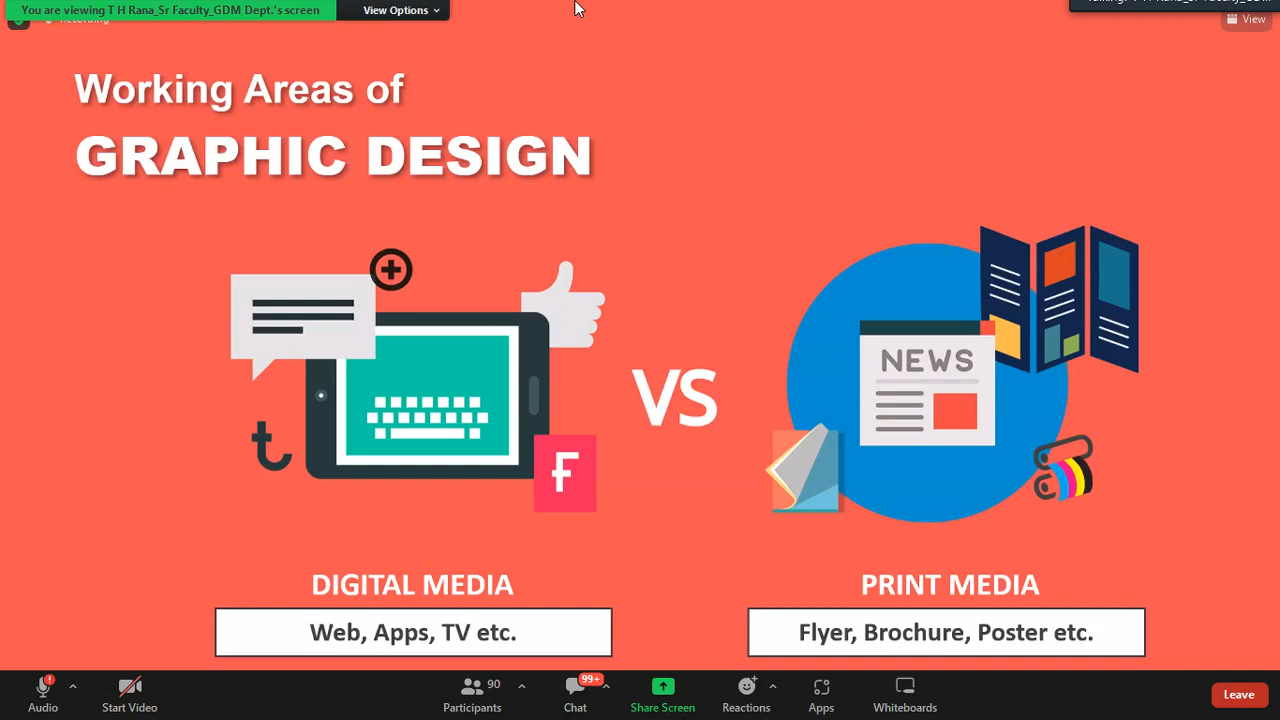 You are viewing T H Rana_Sr Faculty_GDM Dept.'s screen
View Options
Recording
View
Working Areas of
GRAPHIC DESIGN
NEWS
VS
t
F
DIGITAL MEDIA
PRINT MEDIA
Web, Apps, TV etc.
Flyer, Brochure, Poster etc.
90
99+
Audio
Start Video
Participants
Chat
Share Screen
Reactions
Apps
Whiteboards
Leave